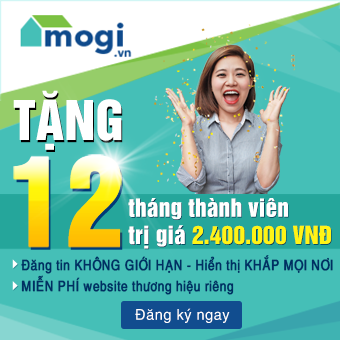 mogi
.vn
TẶNG
12
tháng thành viên
trị giá 2.400.000 VNĐ
Đăng tin KHÔNG GIỚI HẠN - Hiển thị KHẮP MỌI NƠI
MIỄN PHÍ website thương hiệu riêng
Đăng ký ngay